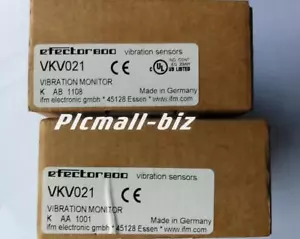 efector800 vibration sensors
VKV021 CE
UL LISTED
VIBRATION MONITOR
K AB 1108 Made in Germany
ifm electronic gmbh * 45128 Essen * www.ifm.com
Plcmall-biz
efector800 vibration sensors
VKV021 CE
VIBRATION MONITOR
K AA 1001 Made in Germany
ifm electronic gmbh * 45128 Essen * www.ifm.com